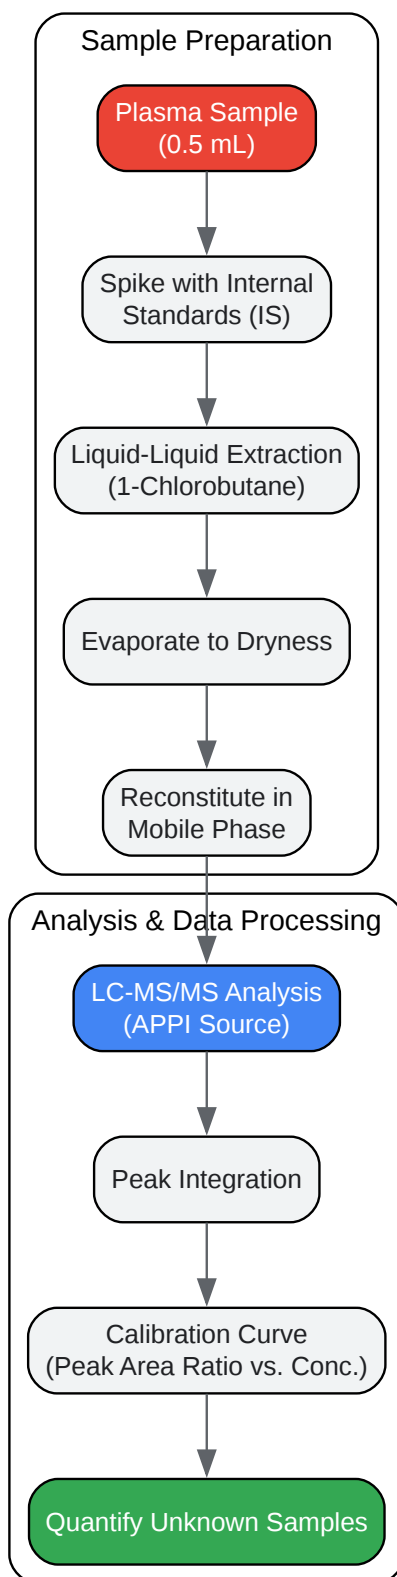 Sample Preparation
Plasma Sample
(0.5 mL)
Spike with Internal
Standards (IS)
Liquid-Liquid Extraction
(1-Chlorobutane)
Evaporate to Dryness
Reconstitute in
Mobile Phase
Analysis & Data Processing
LC-MS/MS Analysis
(APPI Source)
Peak Integration
Calibration Curve
(Peak Area Ratio vs. Conc.)
Quantify Unknown Samples